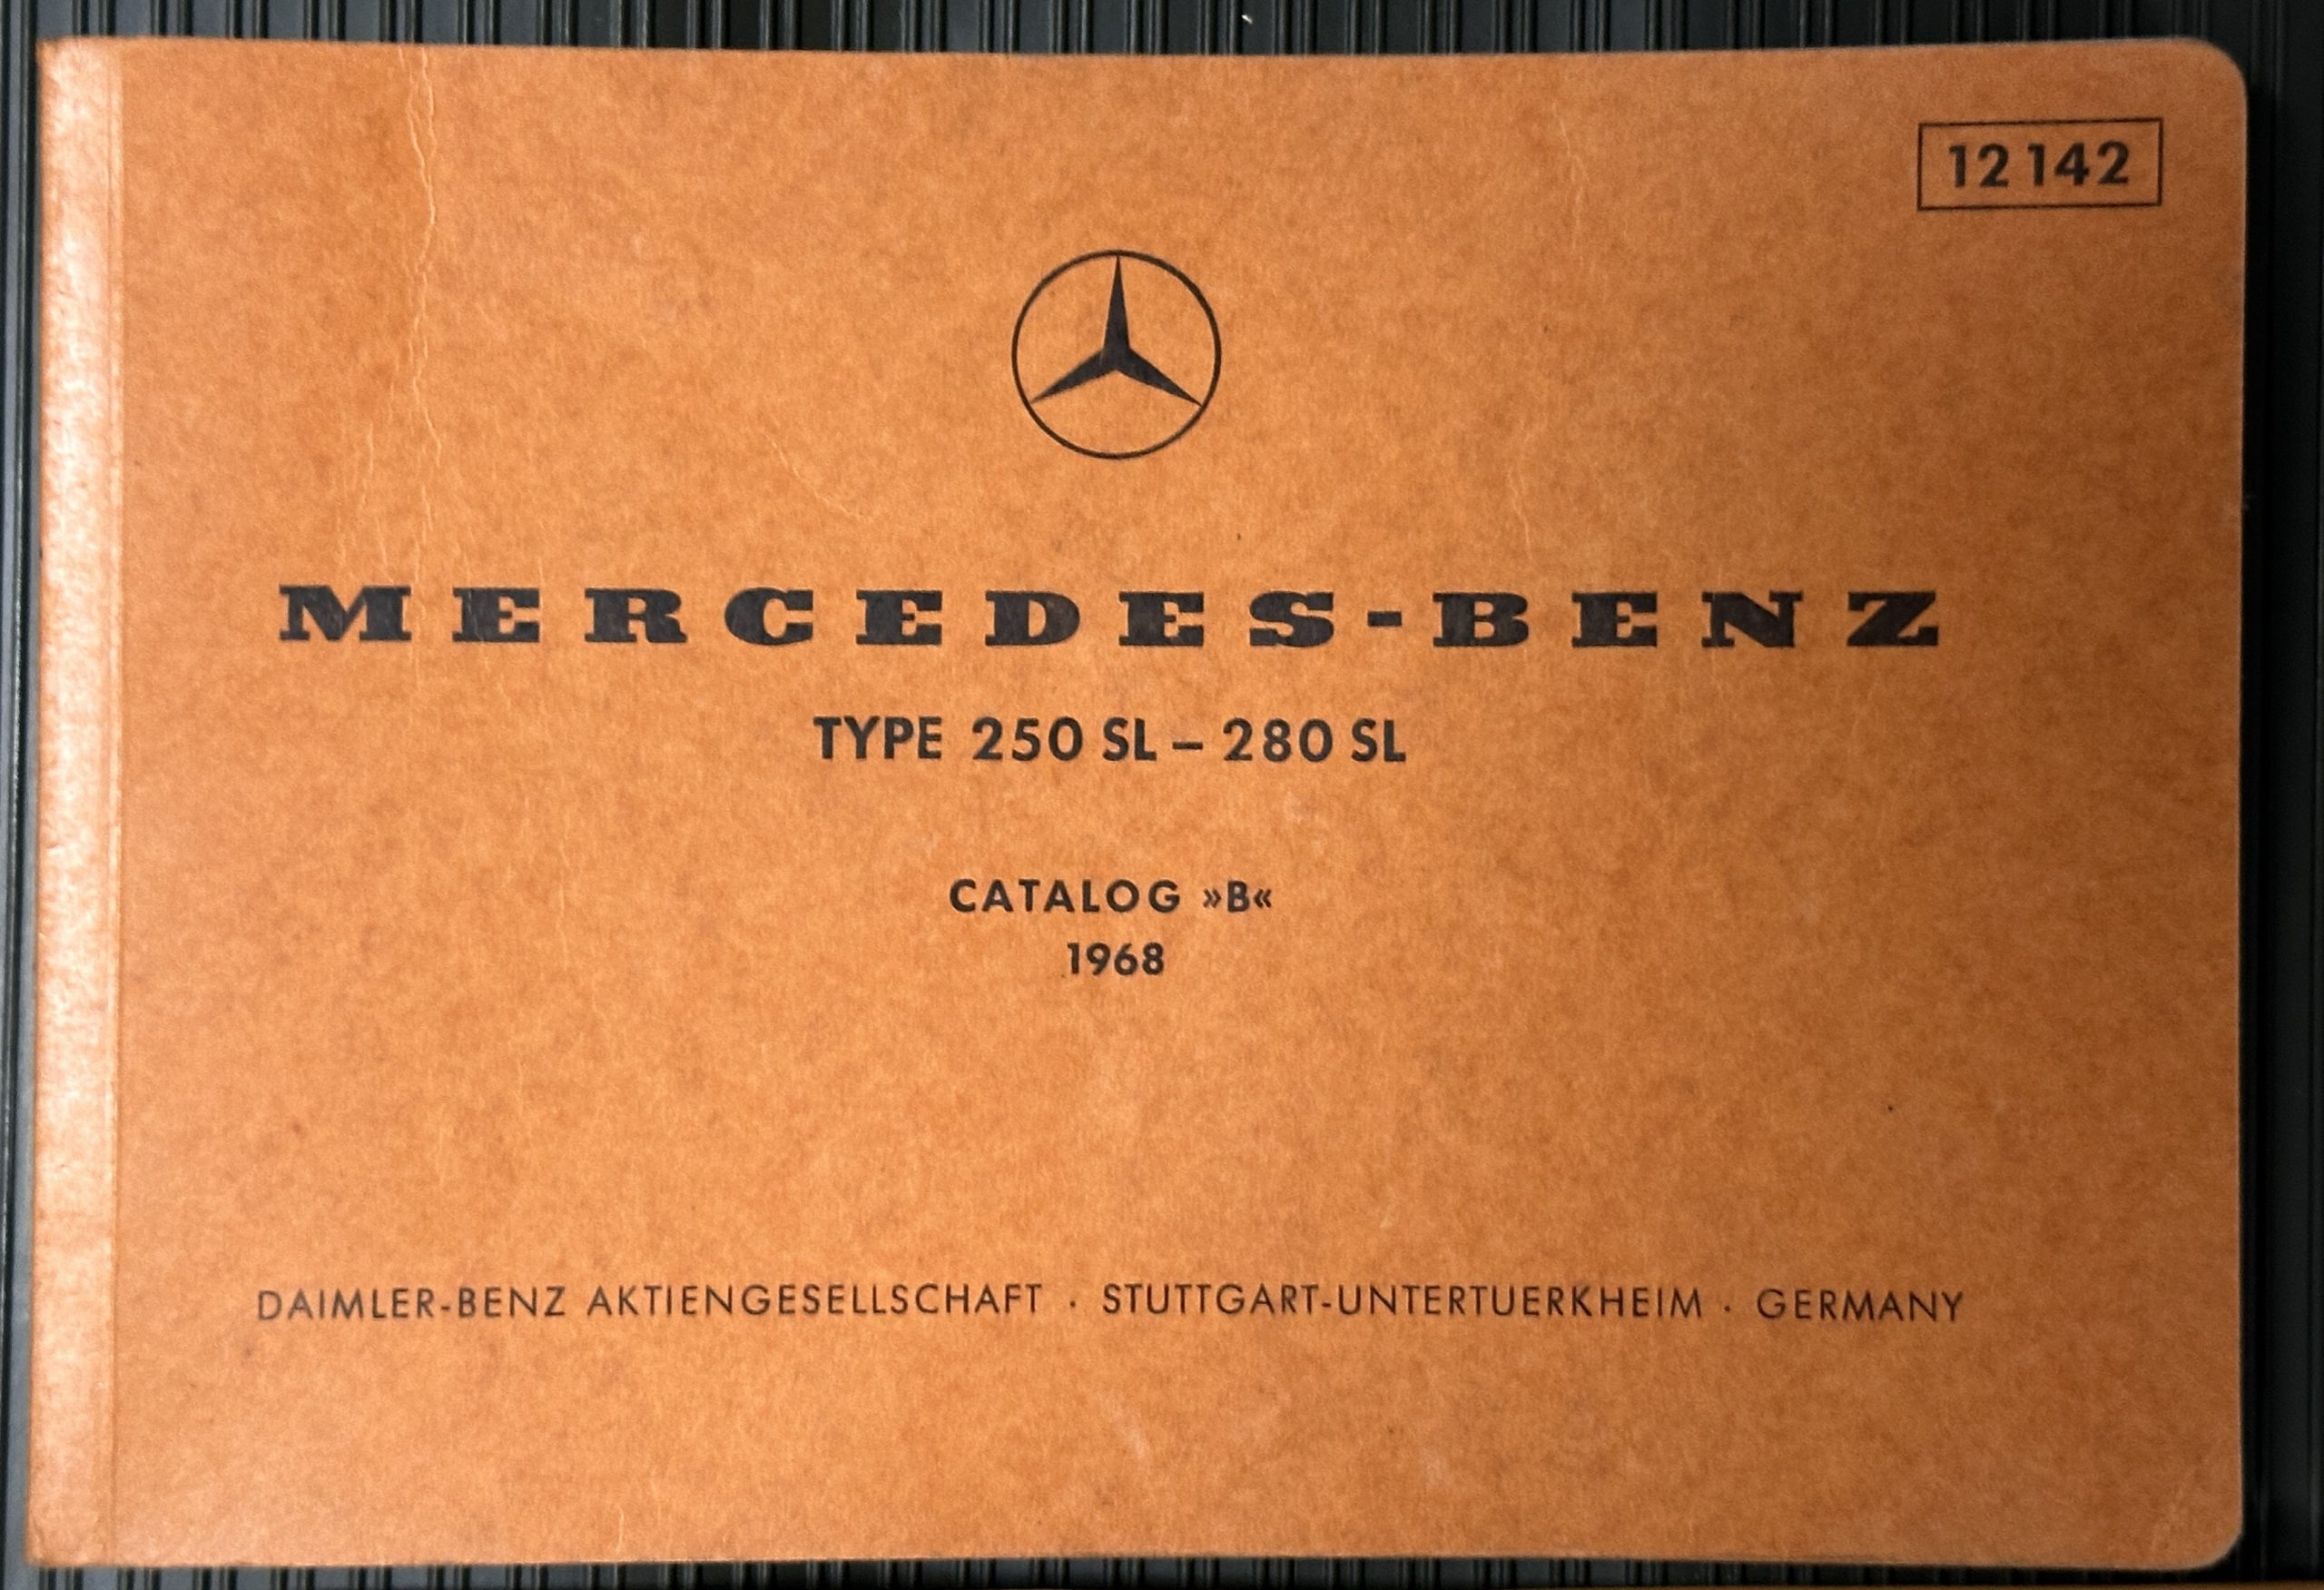 12 142
MERCEDES-BENZ
TYPE 250 SL – 280 SL
CATALOG »B«
1968
DAIMLER-BENZ AKTIENGESELLSCHAFT · STUTTGART-UNTERTUERKHEIM · GERMANY